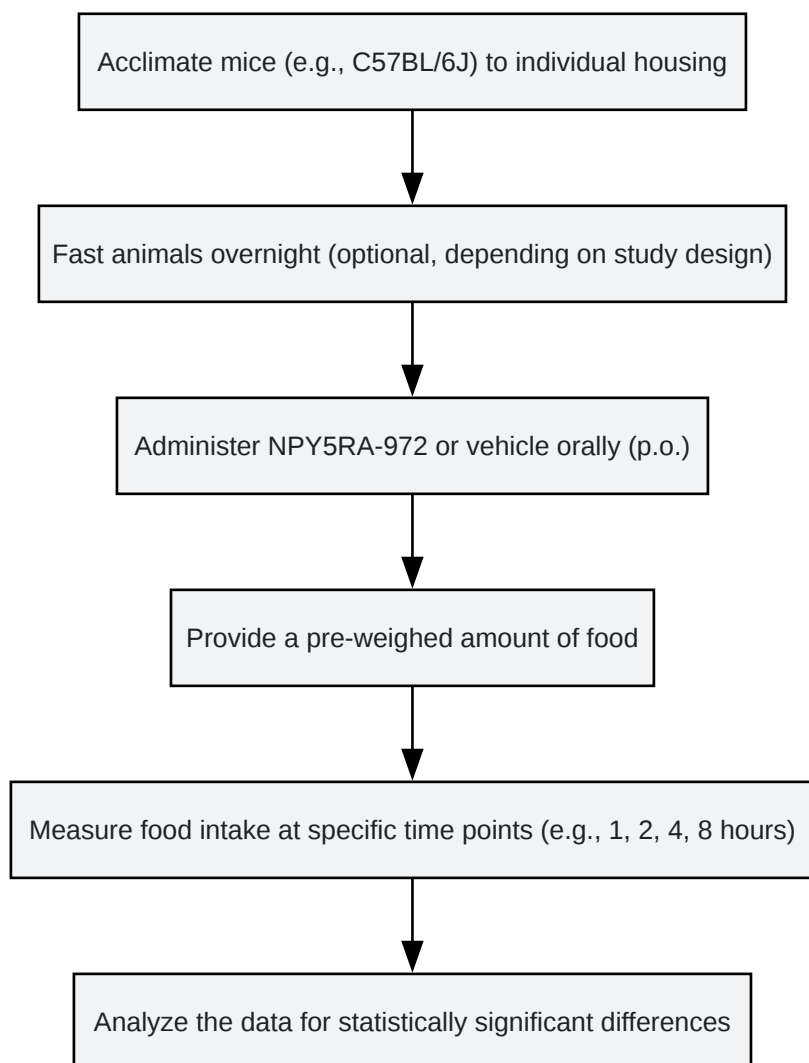 Acclimate mice (e.g., C57BL/6J) to individual housing
Fast animals overnight (optional, depending on study design)
Administer NPY5RA-972 or vehicle orally (p.o.)
Provide a pre-weighed amount of food
Measure food intake at specific time points (e.g., 1, 2, 4, 8 hours)
Analyze the data for statistically significant differences